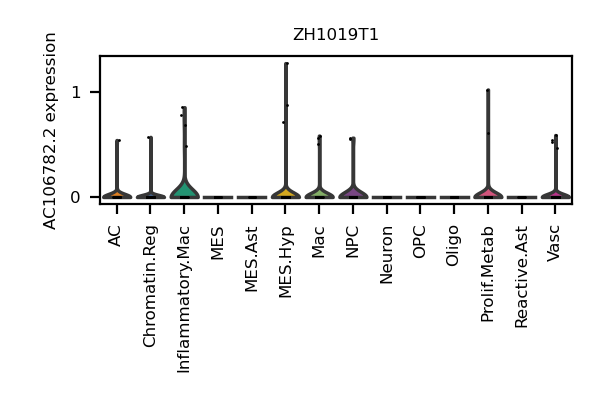 ZH1019T1
AC106782.2 expression
1
0
AC
Chromatin.Reg
Inflammatory.Mac
MES
MES.Ast
MES.Hyp
Mac
NPC
Neuron
OPC
Oligo
Prolif.Metab
Reactive.Ast
Vasc